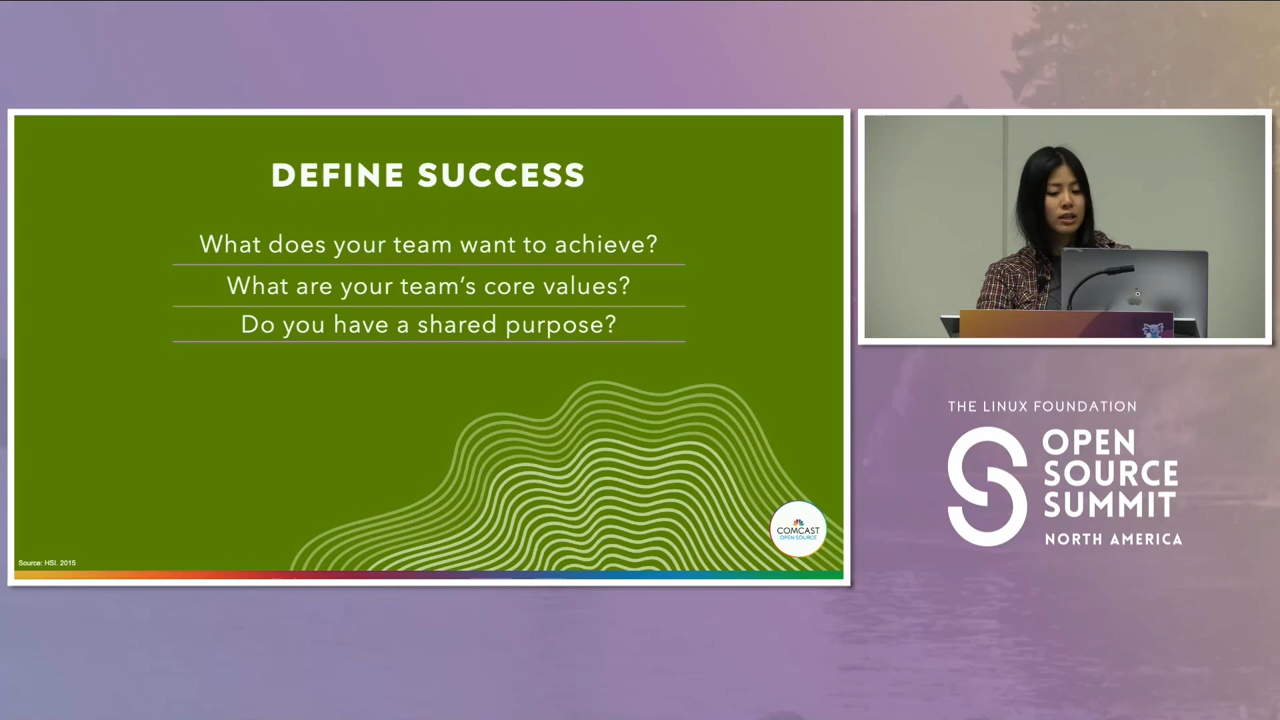 DEFINE SUCCESS
What does your team want to achieve?
What are your team’s core values?
Do you have a shared purpose?
COMCAST
OPEN SOURCE
Source: HSI. 2015
THE LINUX FOUNDATION
OPEN
SOURCE
SUMMIT
NORTH AMERICA